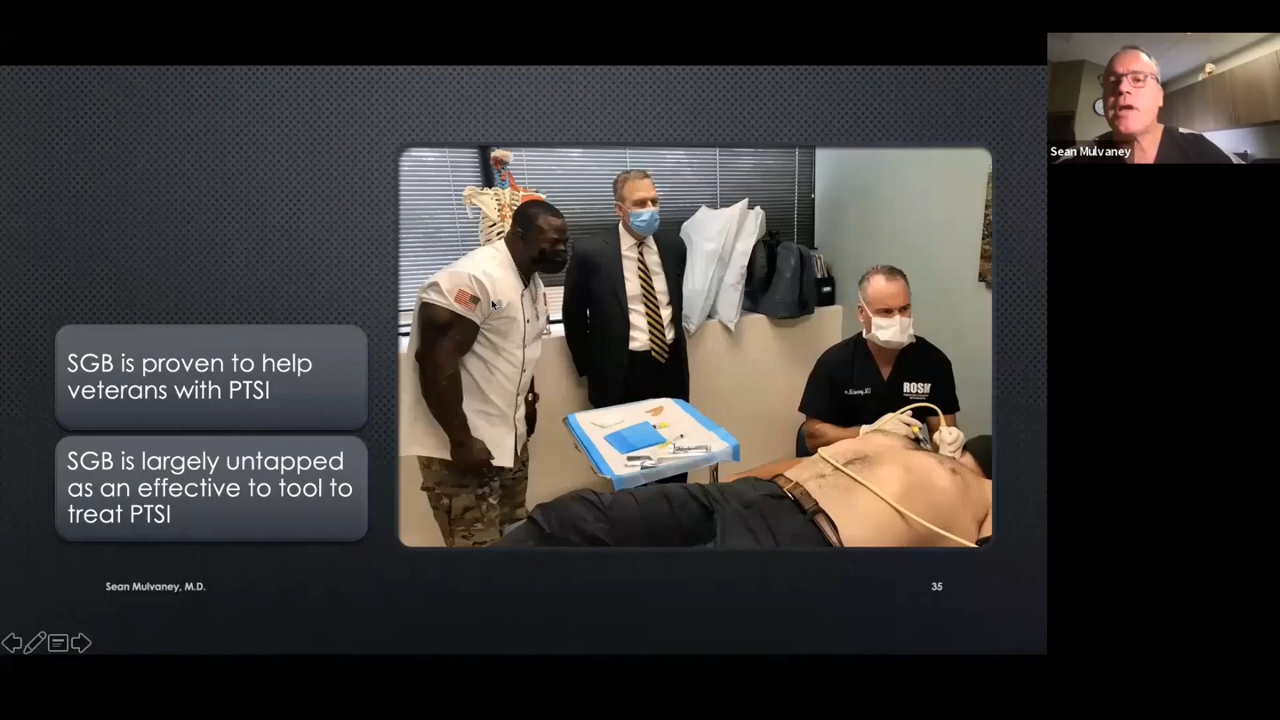 SGB is proven to help
veterans with PTSI
SGB is largely untapped
as an effective to tool to
treat PTSI
Sean Mulvaney, M.D.
35
Sean Mulvaney
ROSM